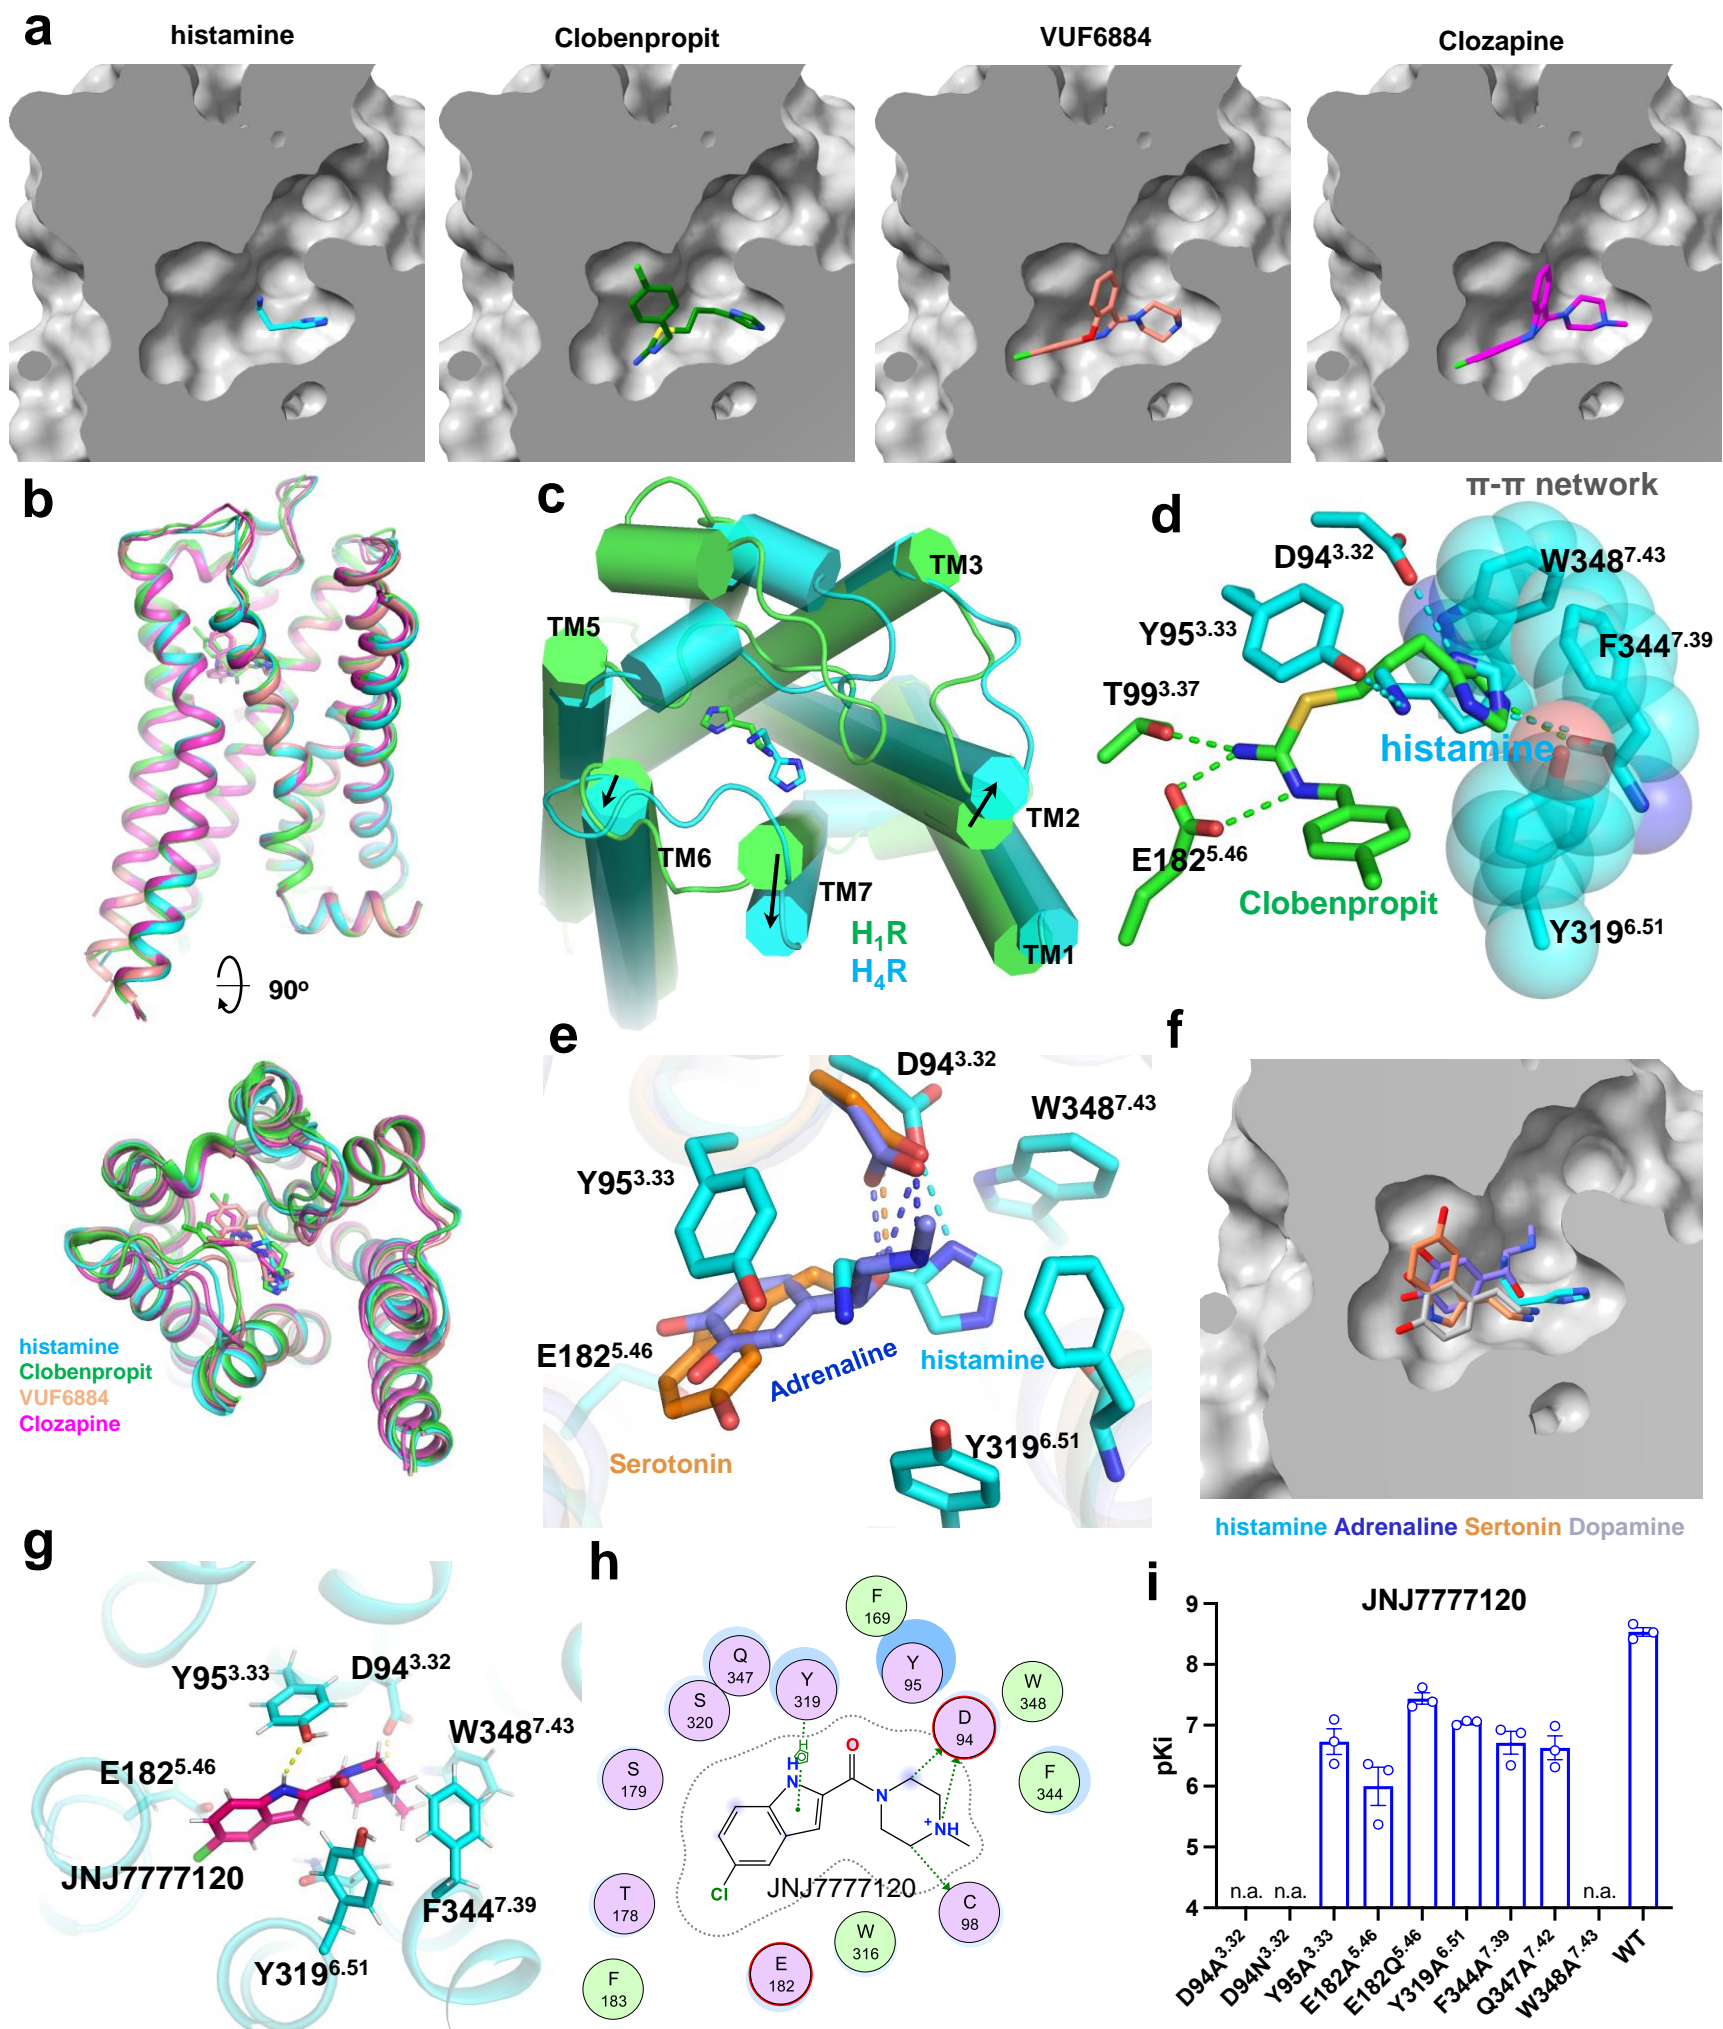 a
histamine
Clobenpropit
VUF6884
Clozapine
b
90º
histamine
Clobenpropit
VUF6884
Clozapine
c
TM3
TM5
TM2
TM6
TM7
H1R
H4R
TM1
d
π-π network
D94^3.32
W348^7.43
Y95^3.33
F344^7.39
T99^3.37
histamine
E182^5.46
Clobenpropit
Y319^6.51
e
D94^3.32
W348^7.43
Y95^3.33
E182^5.46
Adrenaline
histamine
Y319^6.51
Serotonin
f
histamine Adrenaline Sertonin Dopamine
g
Y95^3.33
D94^3.32
W348^7.43
E182^5.46
JNJ7777120
F344^7.39
Y319^6.51
h
F
169
Q
347
Y
319
Y
95
W
348
S
320
D
94
S
179
F
344
H
O
H
N
N
+
NH
Cl
JNJ7777120
T
178
C
98
W
316
E
182
F
183
i
JNJ7777120
pKi
9
8
7
6
5
4
n.a.
n.a.
n.a.
D94A^3.32
D94N^3.32
Y95A^3.33
E182A^5.46
E182Q^5.46
Y319A^6.51
F344A^7.39
Q347A^7.42
W348A^7.43
WT